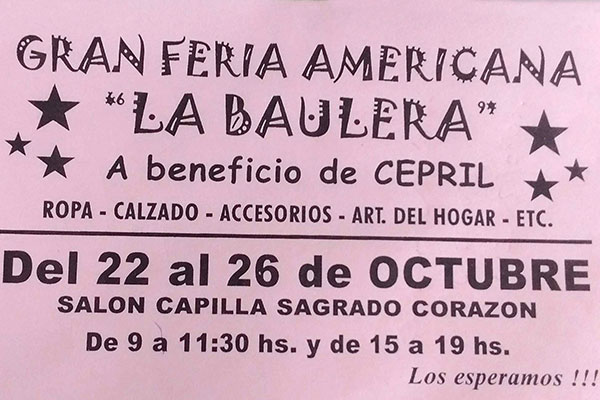 GRAN FERIA AMERICANA
"LA BAULERA"
A beneficio de CEPRIL
ROPA - CALZADO - ACCESORIOS - ART. DEL HOGAR - ETC.
Del 22 al 26 de OCTUBRE
SALON CAPILLA SAGRADO CORAZON
De 9 a 11:30 hs. y de 15 a 19 hs.
Los esperamos !!!